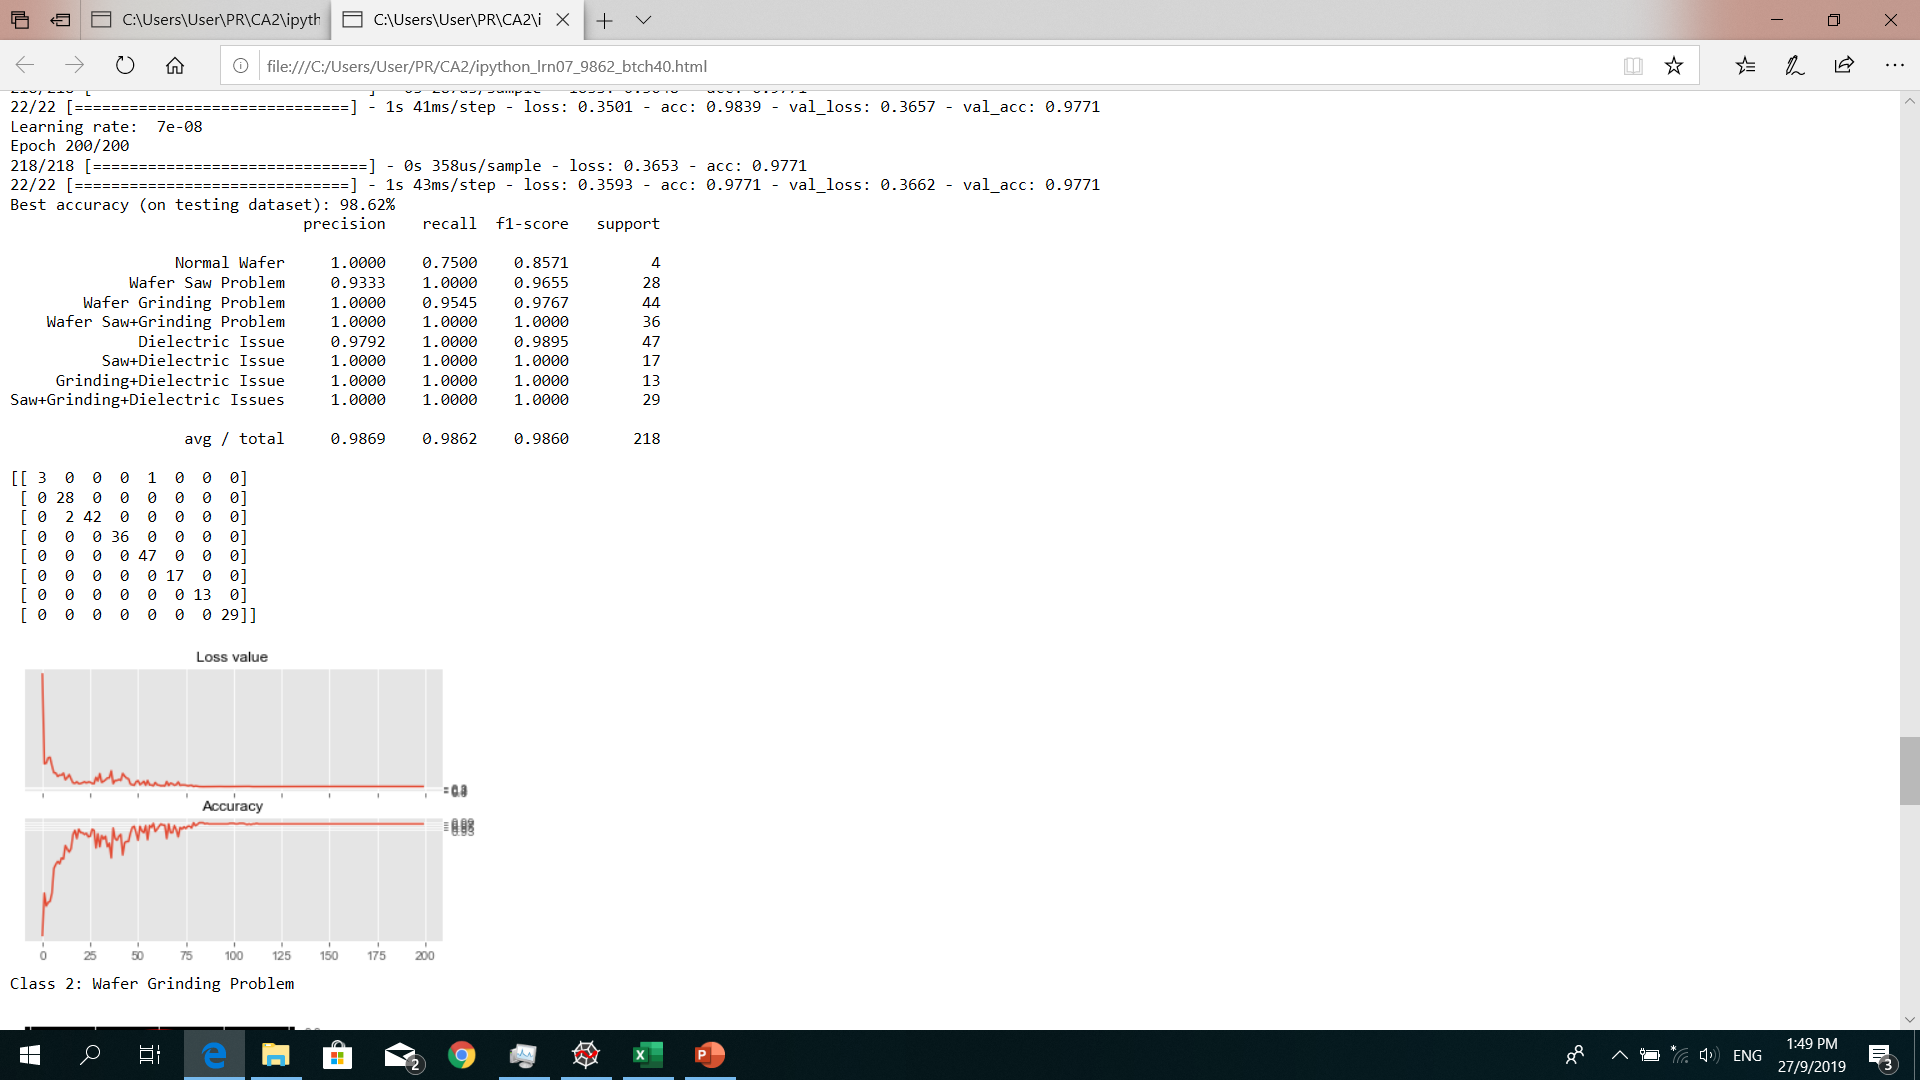 C:\Users\User\PR\CA2\ipyth
C:\Users\User\PR\CA2\i
file:///C:/Users/User/PR/CA2/ipython_lrn07_9862_btch40.html
22/22 [==============================] - 1s 41ms/step - loss: 0.3501 - acc: 0.9839 - val_loss: 0.3657 - val_acc: 0.9771
Learning rate:  7e-08
Epoch 200/200
218/218 [==============================] - 0s 358us/sample - loss: 0.3653 - acc: 0.9771
22/22 [==============================] - 1s 43ms/step - loss: 0.3593 - acc: 0.9771 - val_loss: 0.3662 - val_acc: 0.9771
Best accuracy (on testing dataset): 98.62%
precision recall f1-score support
Normal Wafer 1.0000 0.7500 0.8571 4
Wafer Saw Problem 0.9333 1.0000 0.9655 28
Wafer Grinding Problem 1.0000 0.9545 0.9767 44
Wafer Saw+Grinding Problem 1.0000 1.0000 1.0000 36
Dielectric Issue 0.9792 1.0000 0.9895 47
Saw+Dielectric Issue 1.0000 1.0000 1.0000 17
Grinding+Dielectric Issue 1.0000 1.0000 1.0000 13
Saw+Grinding+Dielectric Issues 1.0000 1.0000 1.0000 29
avg / total 0.9869 0.9862 0.9860 218
[[ 3 0 0 0 1 0 0 0]
[ 0 28 0 0 0 0 0 0]
[ 0 2 42 0 0 0 0 0]
[ 0 0 0 36 0 0 0 0]
[ 0 0 0 0 47 0 0 0]
[ 0 0 0 0 0 17 0 0]
[ 0 0 0 0 0 0 13 0]
[ 0 0 0 0 0 0 0 29]]
Loss value
Accuracy
0 25 50 75 100 125 150 175 200
Class 2: Wafer Grinding Problem
2
ENG
1:49 PM
27/9/2019
3